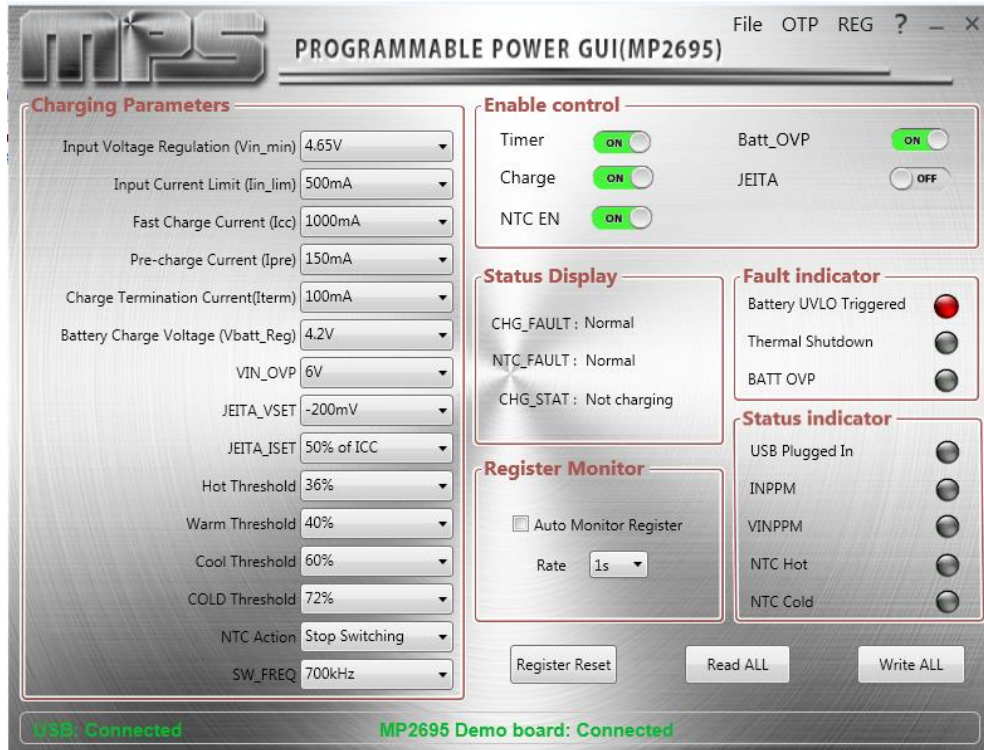 MPS
PROGRAMMABLE POWER GUI(MP2695)
File OTP REG ? – ×
Charging Parameters
Input Voltage Regulation (Vin_min) 4.65V
Input Current Limit (Iin_lim) 500mA
Fast Charge Current (Icc) 1000mA
Pre-charge Current (Ipre) 150mA
Charge Termination Current(Iterm) 100mA
Battery Charge Voltage (Vbatt_Reg) 4.2V
VIN_OVP 6V
JEITA_VSET -200mV
JEITA_ISET 50% of ICC
Hot Threshold 36%
Warm Threshold 40%
Cool Threshold 60%
COLD Threshold 72%
NTC Action Stop Switching
SW_FREQ 700kHz
Enable control
Timer ON Batt_OVP ON
Charge ON JEITA OFF
NTC EN ON
Status Display
CHG_FAULT : Normal
NTC_FAULT : Normal
CHG_STAT : Not charging
Fault indicator
Battery UVLO Triggered
Thermal Shutdown
BATT OVP
Register Monitor
Auto Monitor Register
Rate 1s
Status indicator
USB Plugged In
INPPM
VINPPM
NTC Hot
NTC Cold
Register Reset Read ALL Write ALL
USB: Connected MP2695 Demo board: Connected